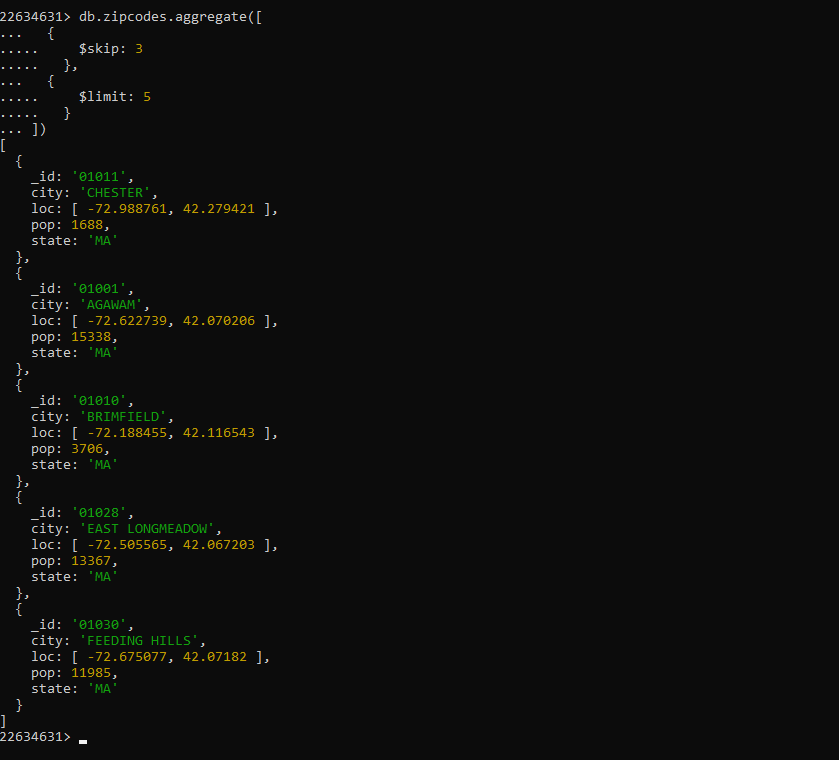 22634631> db.zipcodes.aggregate([
...   {
.....     $skip: 3
.....   },
...   {
.....     $limit: 5
.....   }
... ])
[
  {
    _id: '01011',
    city: 'CHESTER',
    loc: [ -72.988761, 42.279421 ],
    pop: 1688,
    state: 'MA'
  },
  {
    _id: '01001',
    city: 'AGAWAM',
    loc: [ -72.622739, 42.070206 ],
    pop: 15338,
    state: 'MA'
  },
  {
    _id: '01010',
    city: 'BRIMFIELD',
    loc: [ -72.188455, 42.116543 ],
    pop: 3706,
    state: 'MA'
  },
  {
    _id: '01028',
    city: 'EAST LONGMEADOW',
    loc: [ -72.505565, 42.067203 ],
    pop: 13367,
    state: 'MA'
  },
  {
    _id: '01030',
    city: 'FEEDING HILLS',
    loc: [ -72.675077, 42.07182 ],
    pop: 11985,
    state: 'MA'
  }
]
22634631>